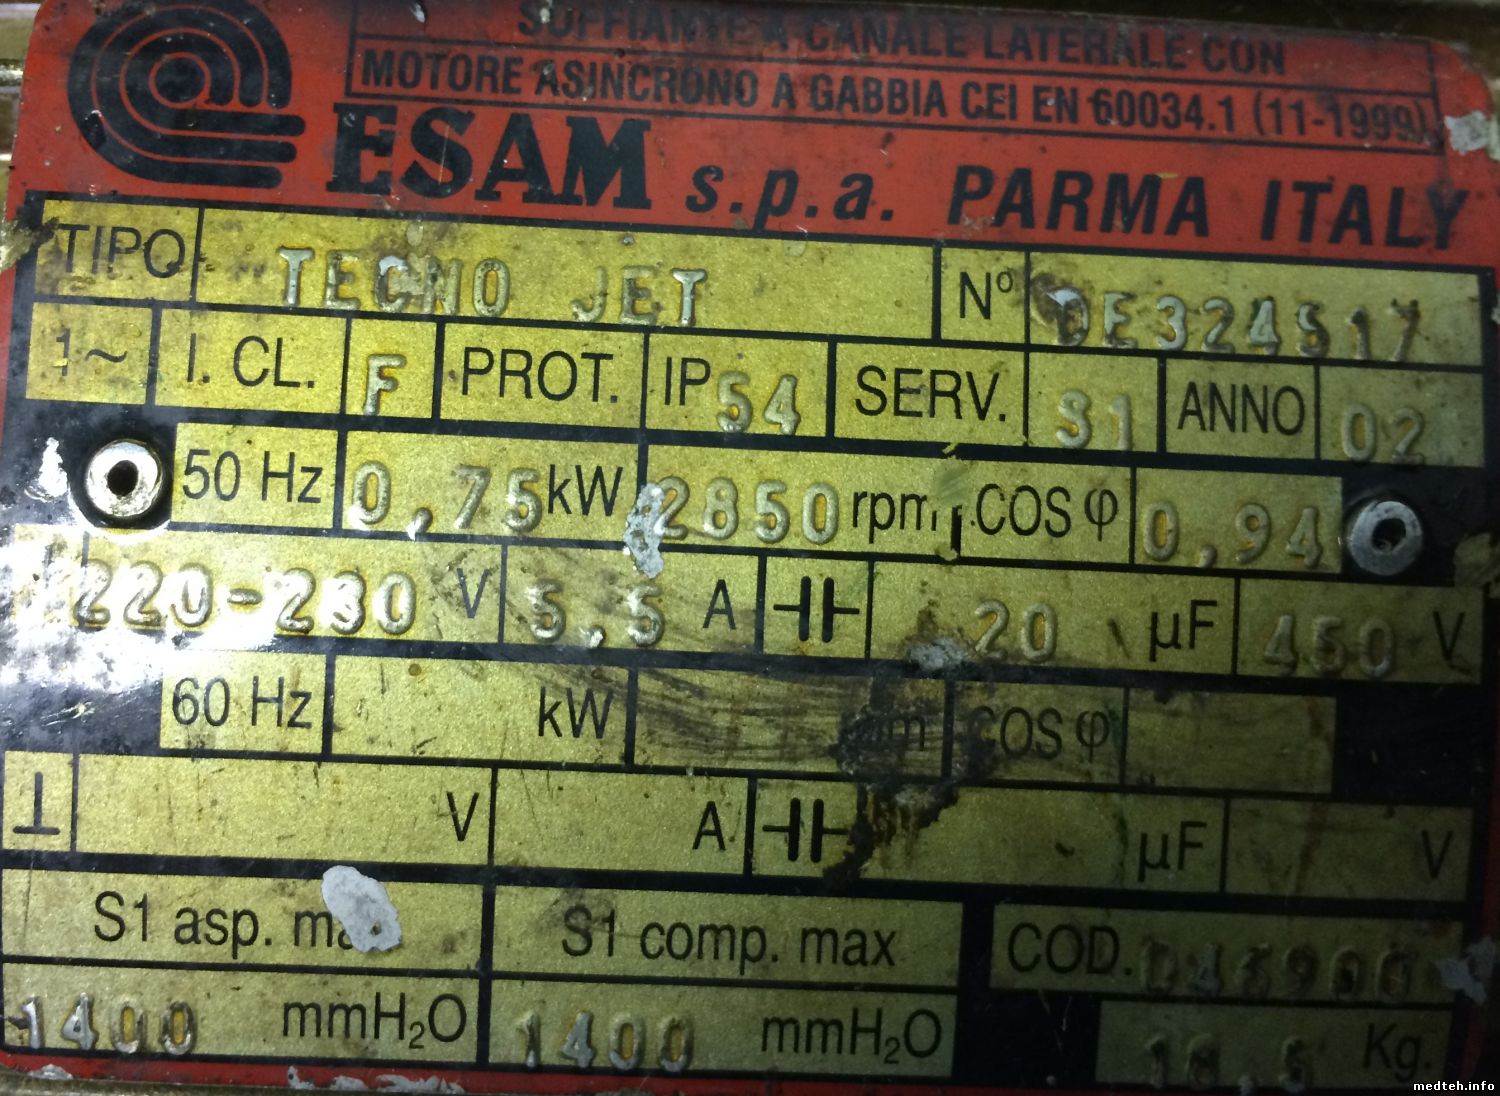 SOFFIANTE A CANALE LATERALE CON
MOTORE ASINCRONO A GABBIA CEI EN 60034.1 (11-1999)
ESAM s.p.a. PARMA ITALY
TIPO TECNO JET Nº DE324517
1~ I. CL. F PROT. IP 54 SERV. S1 ANNO 02
50 Hz 0,75 kW 2850 rpm COS φ 0,94
220-230 V 5,5 A 20 µF 450 V
60 Hz kW rpm COS φ
V A µF V
S1 asp. max S1 comp. max COD.
1400 mmH₂O 1400 mmH₂O Kg.
medteh.info